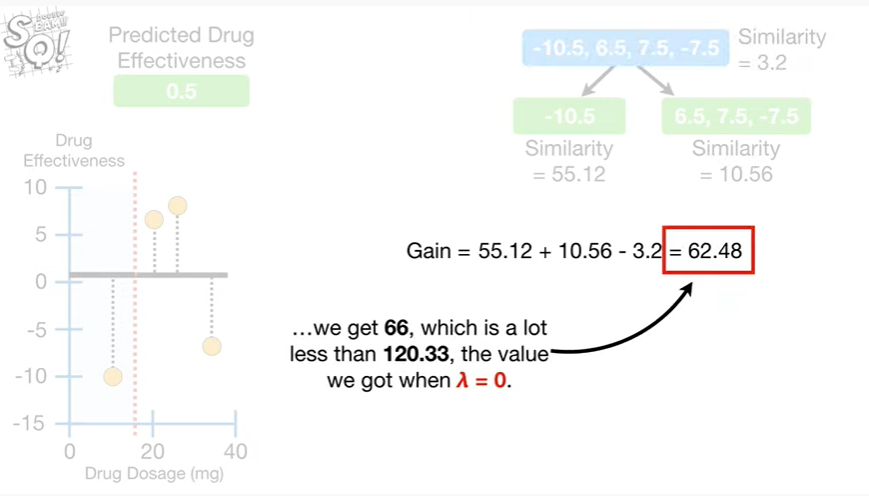 DOUBLE
BAM!!!
SQ!
Predicted Drug
Effectiveness
0.5
-10.5, 6.5, 7.5, -7.5
Similarity
= 3.2
-10.5
6.5, 7.5, -7.5
Similarity
= 55.12
Similarity
= 10.56
Drug
Effectiveness
10
5
0
-5
-10
-15
0
20
40
Drug Dosage (mg)
Gain = 55.12 + 10.56 - 3.2 = 62.48
…we get 66, which is a lot
less than 120.33, the value
we got when λ = 0.